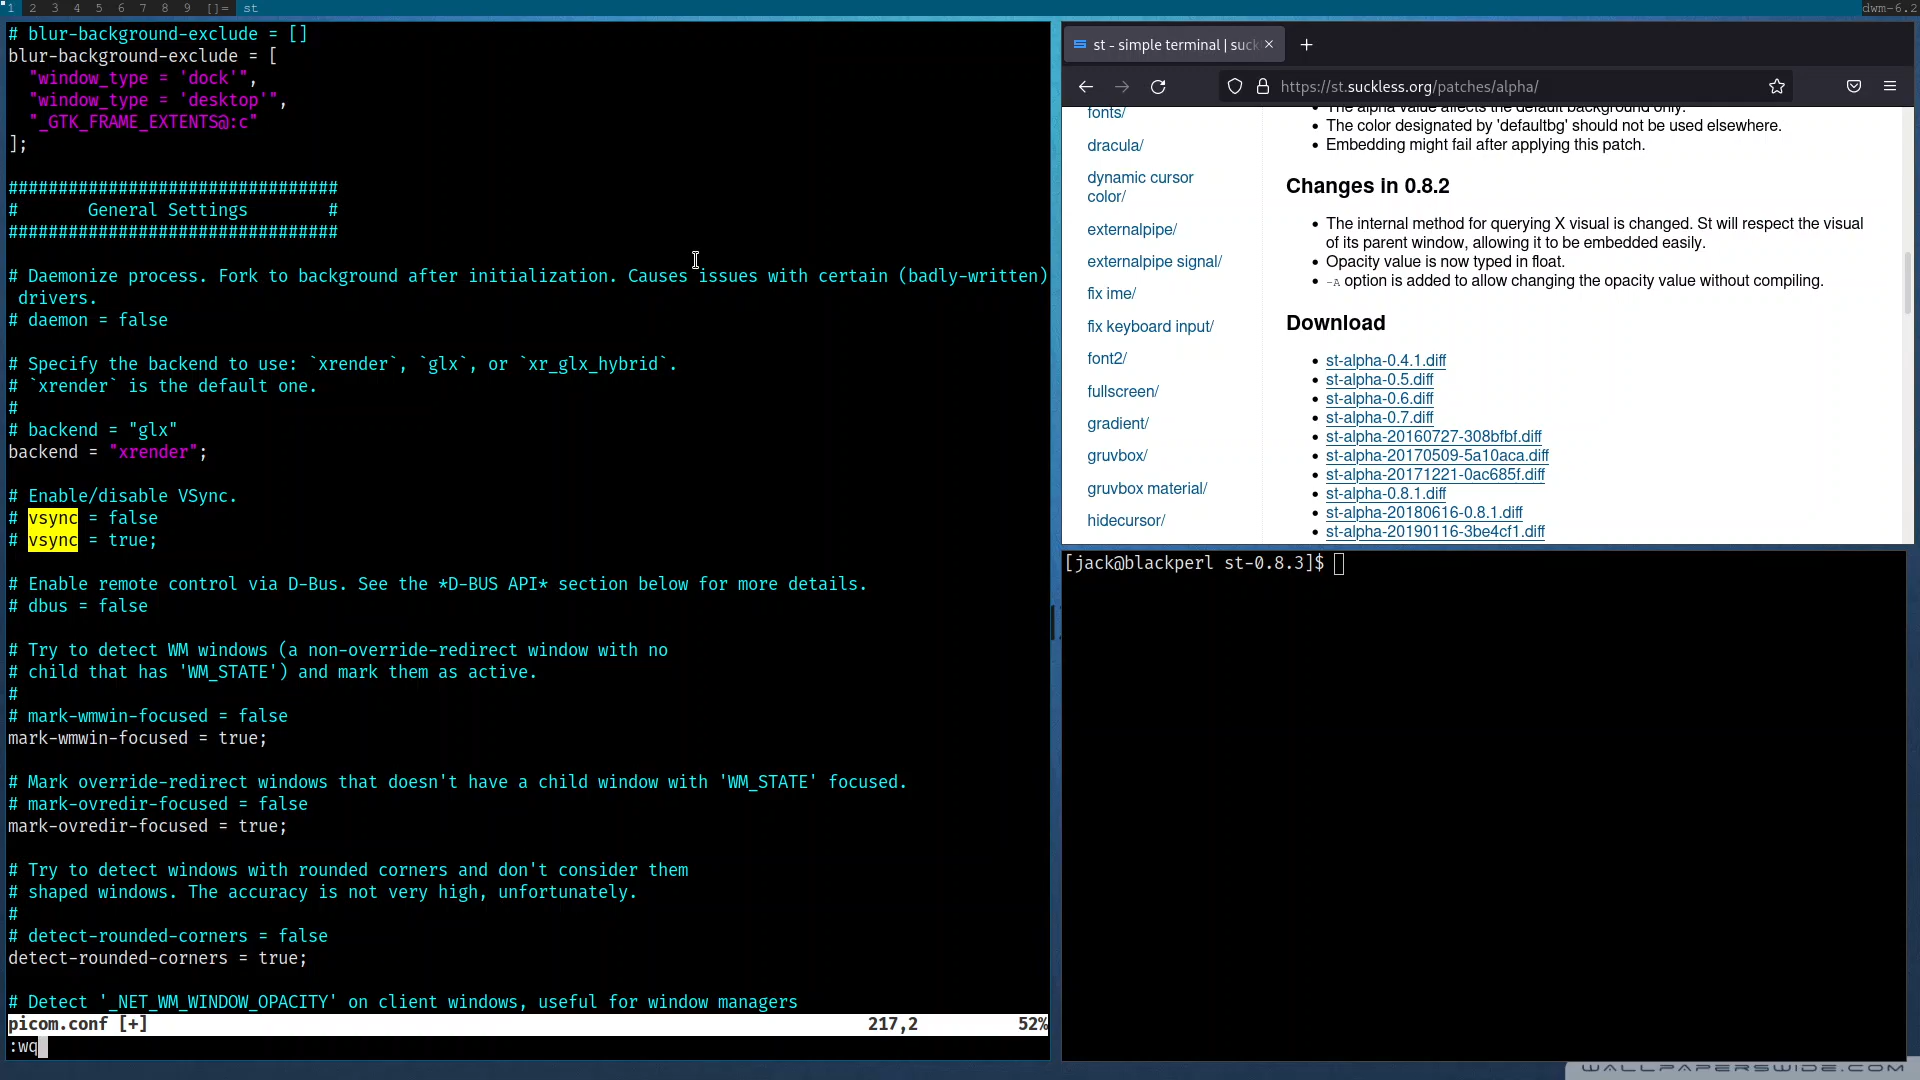 1 2 3 4 5 6 7 8 9 []= st dwm-6.2
# blur-background-exclude = []
blur-background-exclude = [
"window_type = 'dock'",
"window_type = 'desktop'",
"_GTK_FRAME_EXTENTS@:c"
];
#################################
# General Settings #
#################################
# Daemonize process. Fork to background after initialization. Causes issues with certain (badly-written)
drivers.
# daemon = false
# Specify the backend to use: `xrender`, `glx`, or `xr_glx_hybrid`.
# `xrender` is the default one.
#
# backend = "glx"
backend = "xrender";
# Enable/disable VSync.
# vsync = false
# vsync = true;
# Enable remote control via D-Bus. See the *D-BUS API* section below for more details.
# dbus = false
# Try to detect WM windows (a non-override-redirect window with no
# child that has 'WM_STATE') and mark them as active.
#
# mark-wmwin-focused = false
mark-wmwin-focused = true;
# Mark override-redirect windows that doesn't have a child window with 'WM_STATE' focused.
# mark-ovredir-focused = false
mark-ovredir-focused = true;
# Try to detect windows with rounded corners and don't consider them
# shaped windows. The accuracy is not very high, unfortunately.
#
# detect-rounded-corners = false
detect-rounded-corners = true;
# Detect '_NET_WM_WINDOW_OPACITY' on client windows, useful for window managers
picom.conf [+] 217,2 52%
:wq
st - simple terminal | suck
https://st.suckless.org/patches/alpha/
fonts/
dracula/
dynamic cursor
color/
externalpipe/
externalpipe signal/
fix ime/
fix keyboard input/
font2/
fullscreen/
gradient/
gruvbox/
gruvbox material/
hidecursor/
The alpha value affects the default background only.
The color designated by 'defaultbg' should not be used elsewhere.
Embedding might fail after applying this patch.
Changes in 0.8.2
The internal method for querying X visual is changed. St will respect the visual
of its parent window, allowing it to be embedded easily.
Opacity value is now typed in float.
-A option is added to allow changing the opacity value without compiling.
Download
st-alpha-0.4.1.diff
st-alpha-0.5.diff
st-alpha-0.6.diff
st-alpha-0.7.diff
st-alpha-20160727-308bfbf.diff
st-alpha-20170509-5a10aca.diff
st-alpha-20171221-0ac685f.diff
st-alpha-0.8.1.diff
st-alpha-20180616-0.8.1.diff
st-alpha-20190116-3be4cf1.diff
[jack@blackperl st-0.8.3]$
WALLPAPERSWIDE.COM